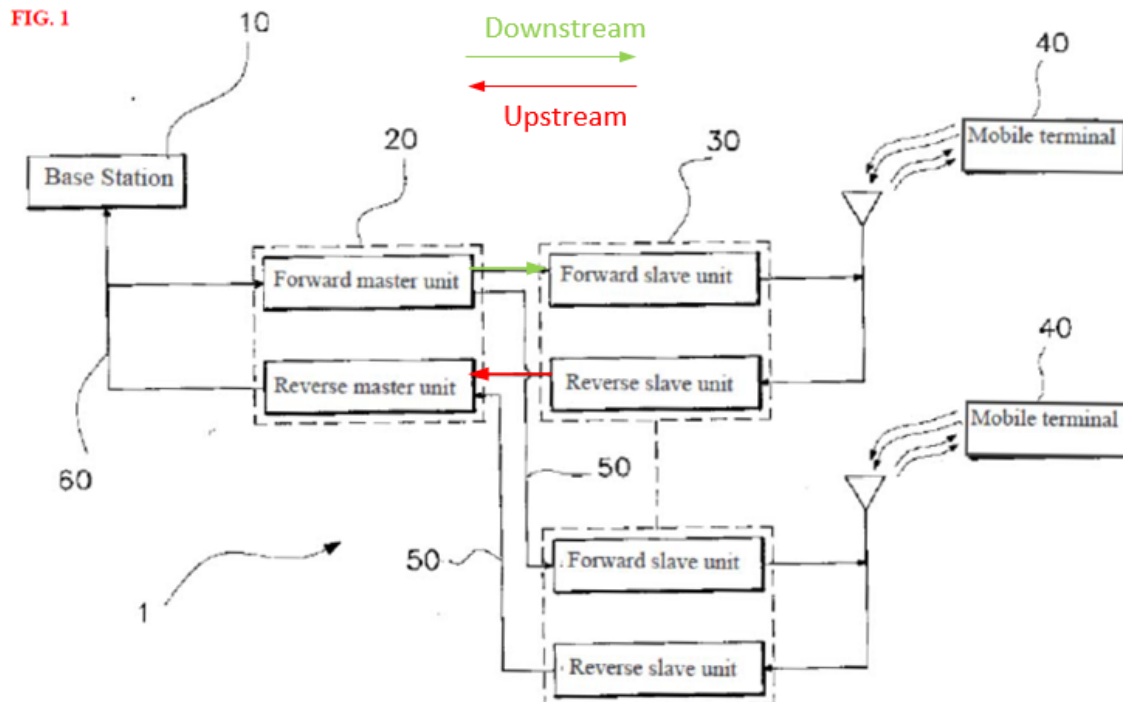 FIG. 1
10
Downstream
Upstream
40
Mobile terminal
Base Station
20
30
Forward master unit
Forward slave unit
40
Reverse master unit
Reverse slave unit
Mobile terminal
60
50
50
Forward slave unit
1
Reverse slave unit